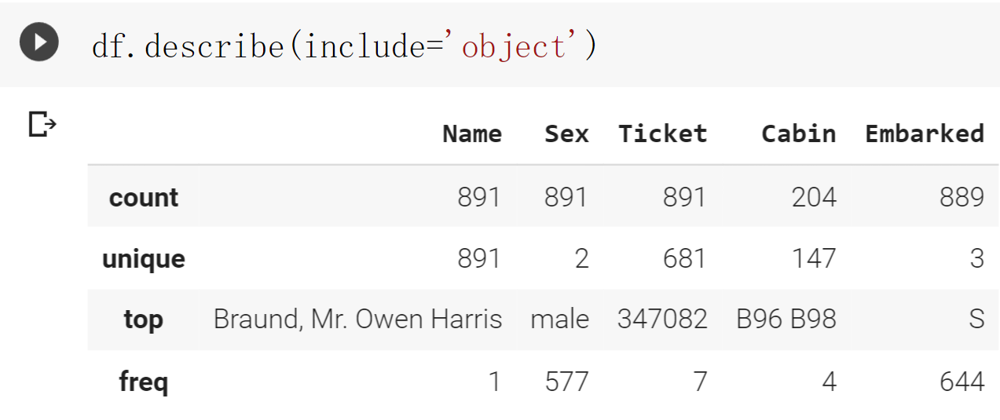 df.describe(include='object')
Name Sex Ticket Cabin Embarked
count 891 891 891 204 889
unique 891 2 681 147 3
top Braund, Mr. Owen Harris male 347082 B96 B98 S
freq 1 577 7 4 644